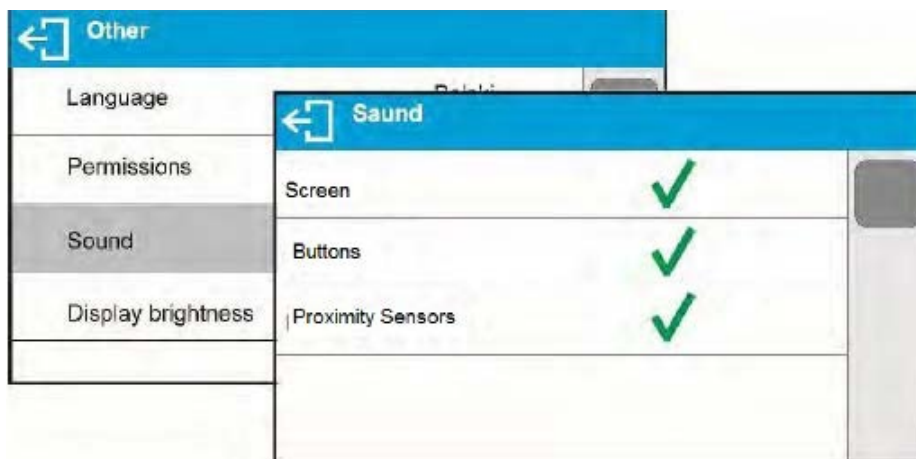 Other
Language
Permissions
Sound
Display brightness
Saund
Screen
Buttons
Proximity Sensors